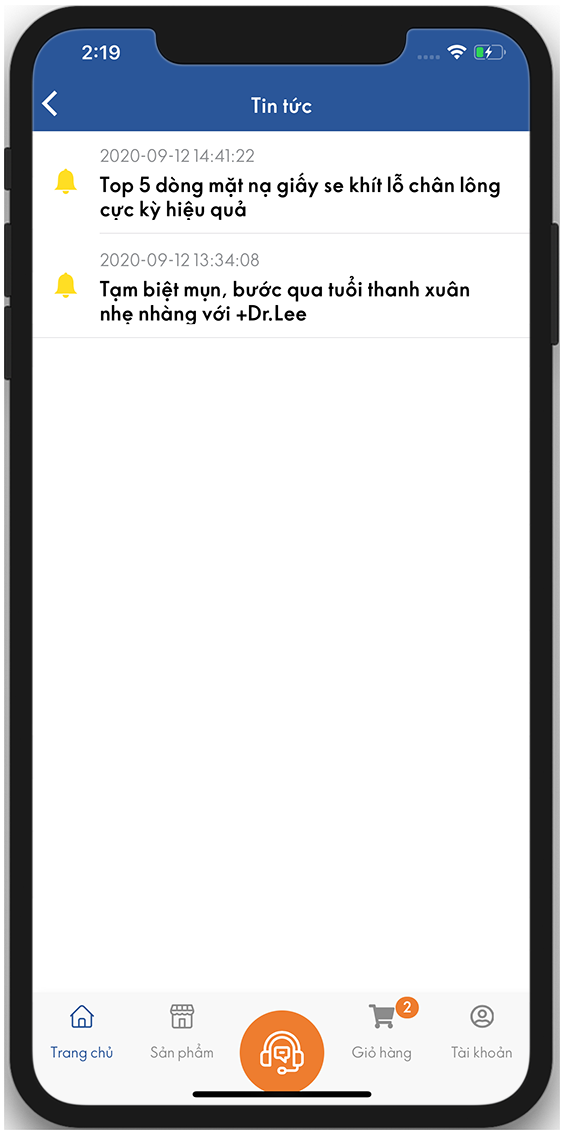 2:19
Tin tức
2020-09-12 14:41:22
Top 5 dòng mặt nạ giấy se khít lỗ chân lông
cực kỳ hiệu quả
2020-09-12 13:34:08
Tạm biệt mụn, bước qua tuổi thanh xuân
nhẹ nhàng với +Dr.Lee
2
Trang chủ
Sản phẩm
Giỏ hàng
Tài khoản